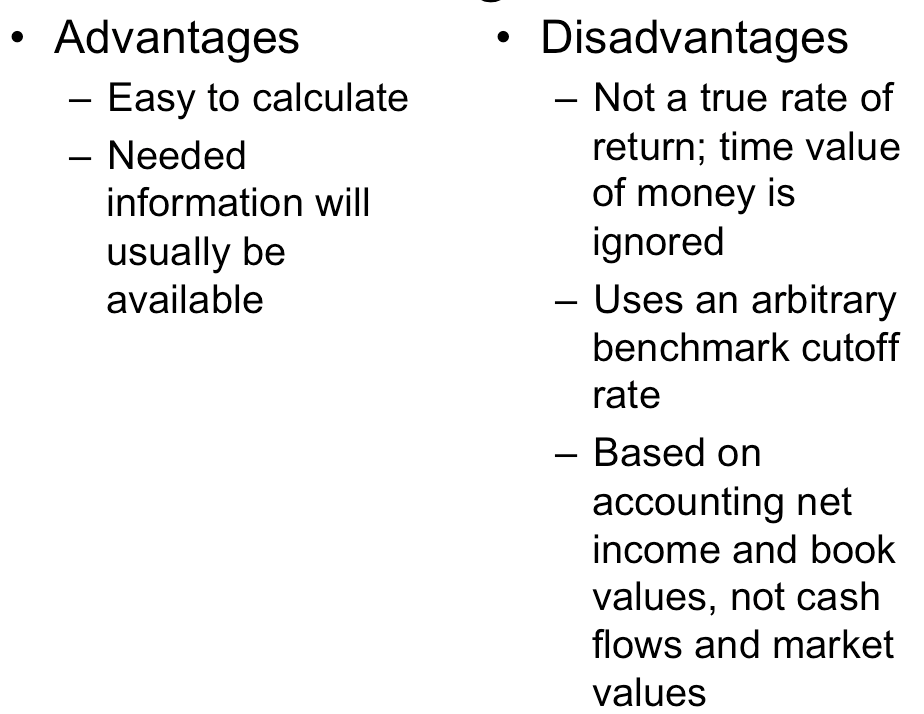 • Advantages
– Easy to calculate
– Needed
information will
usually be
available
• Disadvantages
– Not a true rate of
return; time value
of money is
ignored
– Uses an arbitrary
benchmark cutoff
rate
– Based on
accounting net
income and book
values, not cash
flows and market
values